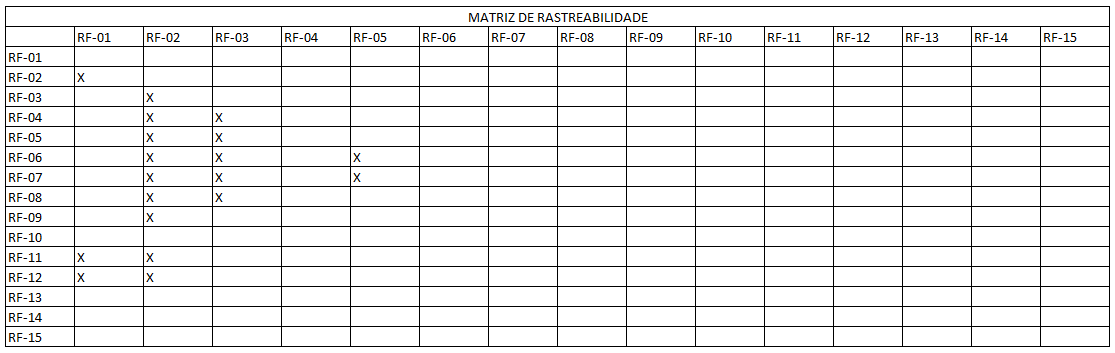 MATRIZ DE RASTREABILIDADE
RF-01 RF-02 RF-03 RF-04 RF-05 RF-06 RF-07 RF-08 RF-09 RF-10 RF-11 RF-12 RF-13 RF-14 RF-15
RF-01
RF-02 X
RF-03 X
RF-04 X X
RF-05 X X
RF-06 X X X
RF-07 X X X
RF-08 X X
RF-09 X
RF-10
RF-11 X X
RF-12 X X
RF-13
RF-14
RF-15